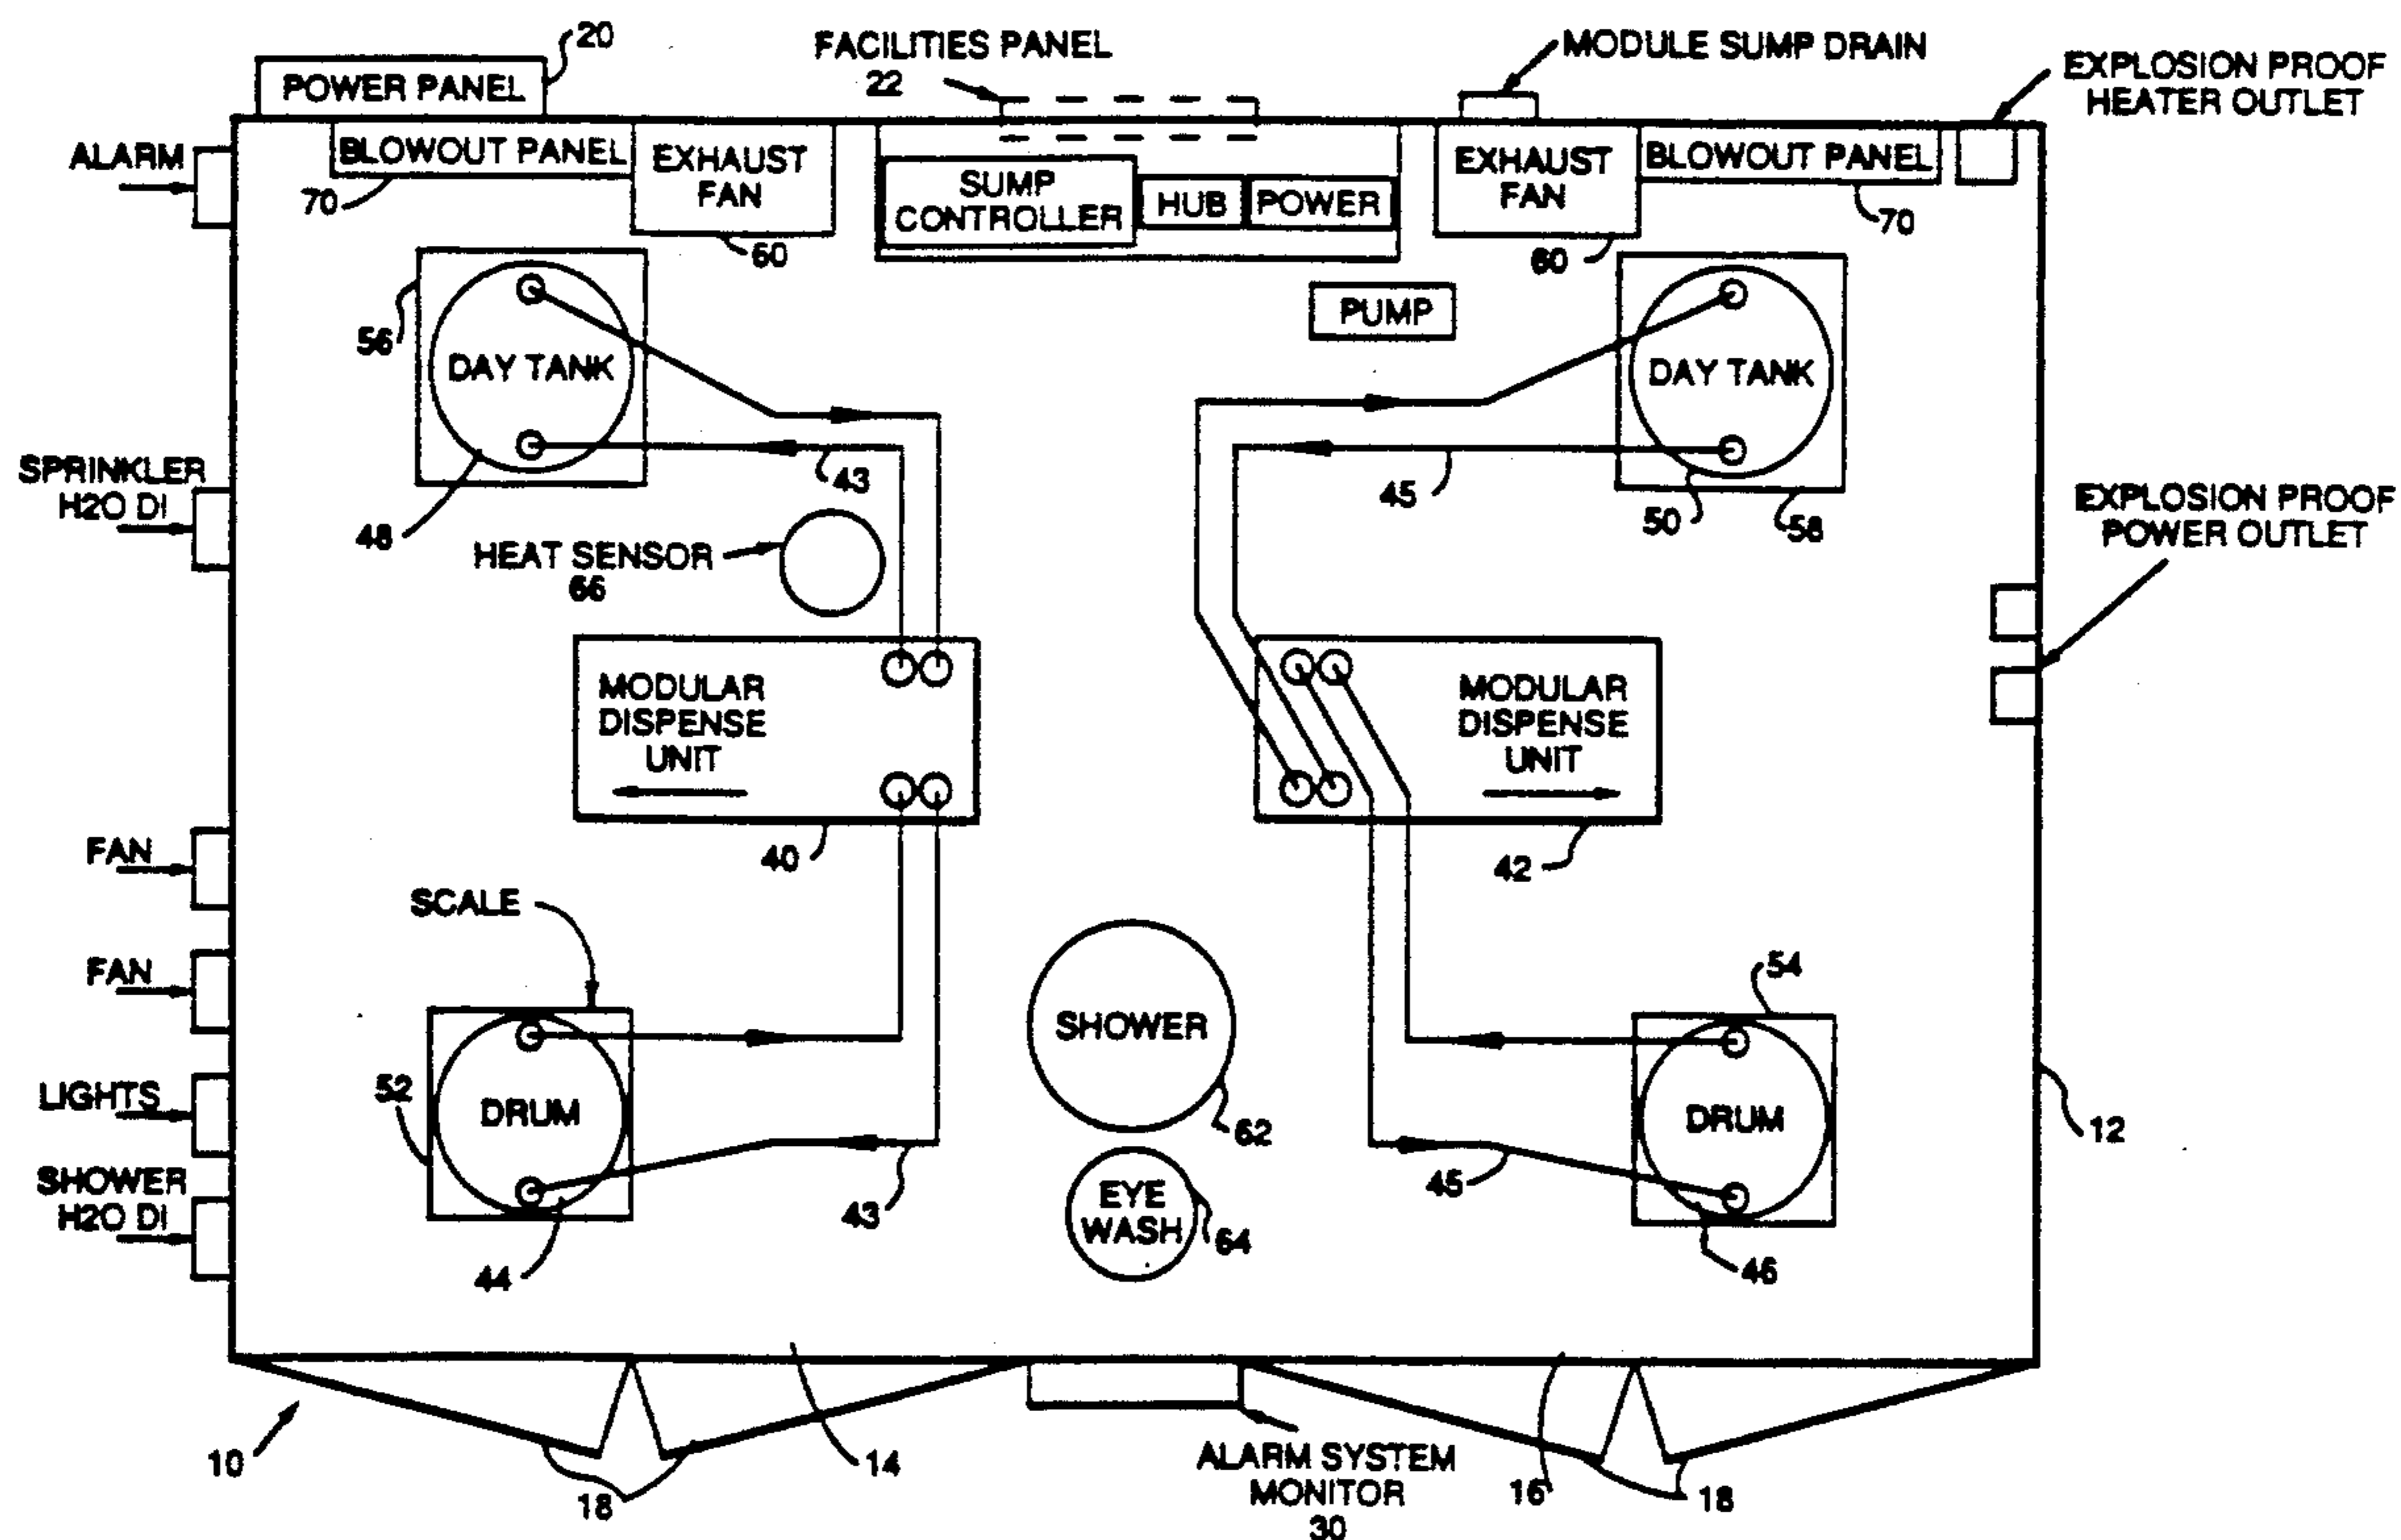 20
POWER PANEL
FACILITIES PANEL
22
MODULE SUMP DRAIN
EXPLOSION PROOF
HEATER OUTLET
ALARM
BLOWOUT PANEL
70
EXHAUST
FAN
60
SUMP
CONTROLLER
HUB
POWER
EXHAUST
FAN
60
BLOWOUT PANEL
70
56
DAY TANK
PUMP
DAY TANK
43
45
50
58
SPRINKLER
H2O DI
48
HEAT SENSOR
66
EXPLOSION PROOF
POWER OUTLET
MODULAR
DISPENSE
UNIT
MODULAR
DISPENSE
UNIT
40
42
FAN
SCALE
FAN
54
SHOWER
62
52
DRUM
DRUM
12
LIGHTS
SHOWER
H2O DI
43
45
EYE
WASH
64
44
46
10
18
14
ALARM SYSTEM
MONITOR
30
16
18